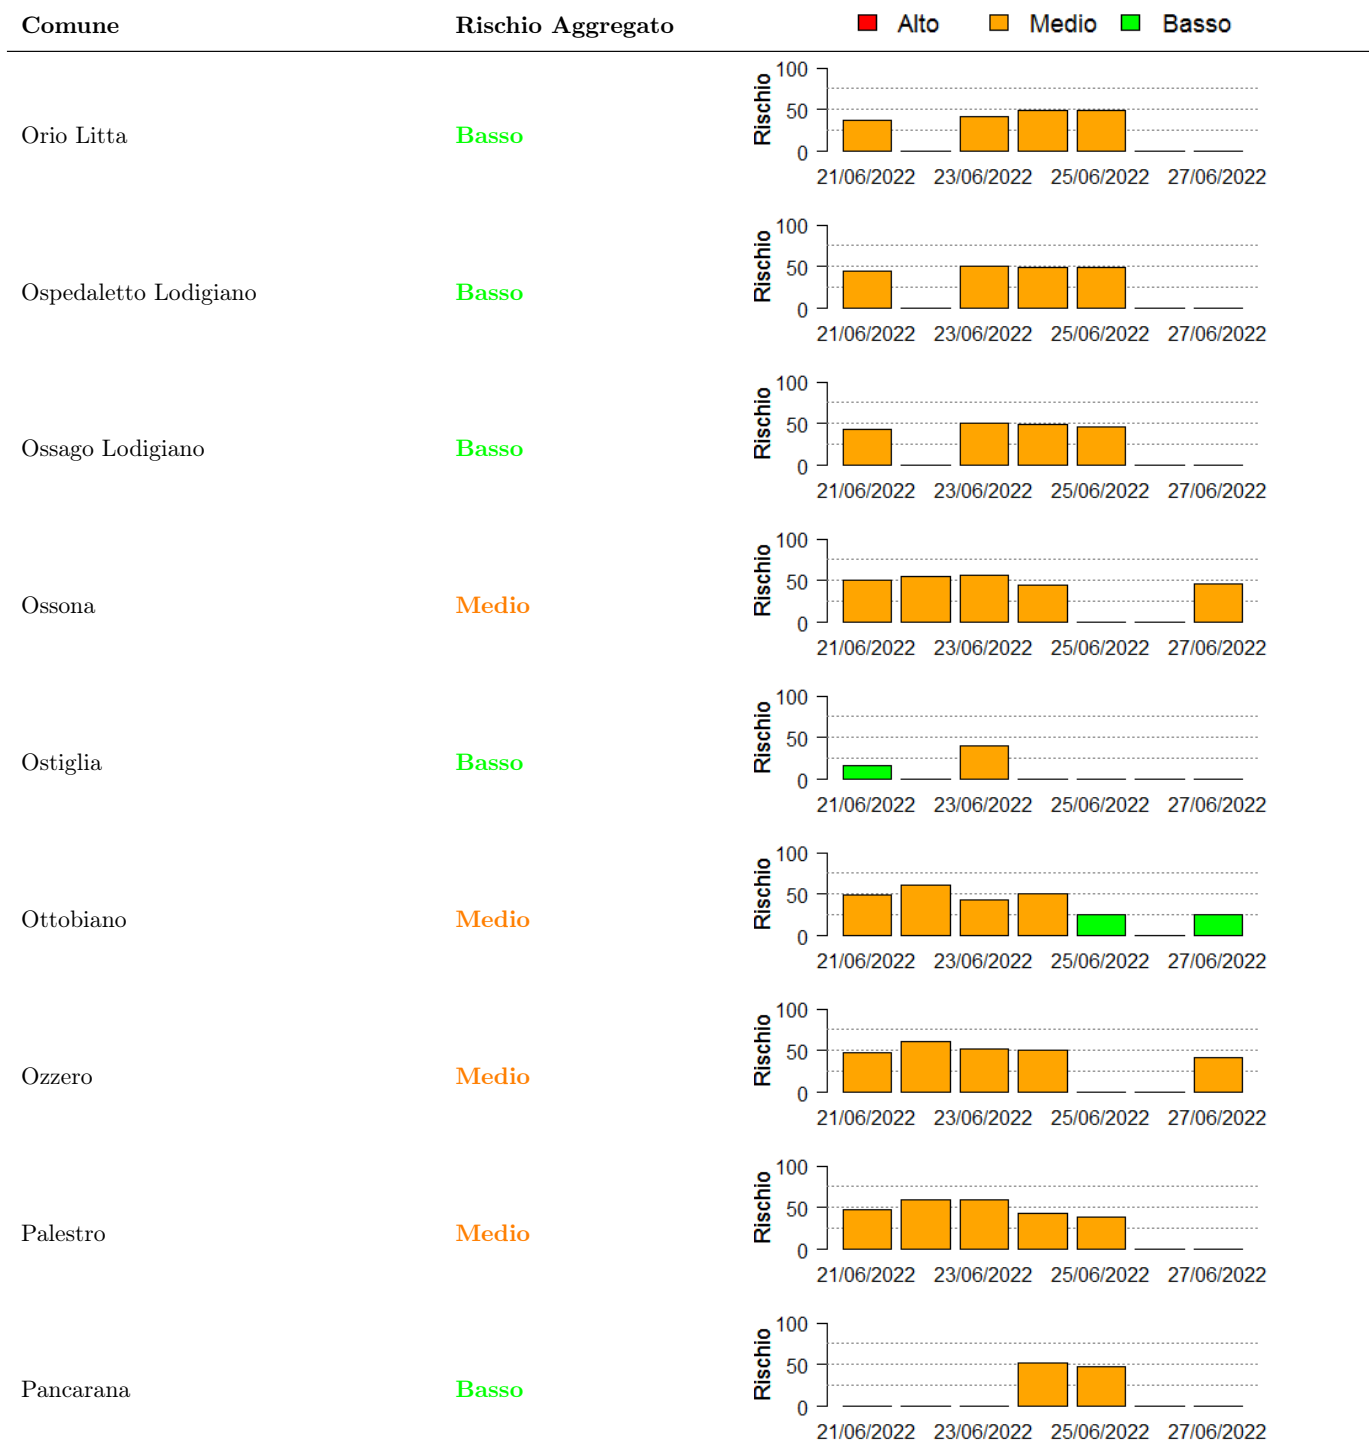 Comune Rischio Aggregato Alto Medio Basso
Orio Litta Basso Rischio 100 50 0
21/06/2022 23/06/2022 25/06/2022 27/06/2022
Ospedaletto Lodigiano Basso Rischio 100 50 0
21/06/2022 23/06/2022 25/06/2022 27/06/2022
Ossago Lodigiano Basso Rischio 100 50 0
21/06/2022 23/06/2022 25/06/2022 27/06/2022
Ossona Medio Rischio 100 50 0
21/06/2022 23/06/2022 25/06/2022 27/06/2022
Ostiglia Basso Rischio 100 50 0
21/06/2022 23/06/2022 25/06/2022 27/06/2022
Ottobiano Medio Rischio 100 50 0
21/06/2022 23/06/2022 25/06/2022 27/06/2022
Ozzero Medio Rischio 100 50 0
21/06/2022 23/06/2022 25/06/2022 27/06/2022
Palestro Medio Rischio 100 50 0
21/06/2022 23/06/2022 25/06/2022 27/06/2022
Pancarana Basso Rischio 100 50 0
21/06/2022 23/06/2022 25/06/2022 27/06/2022